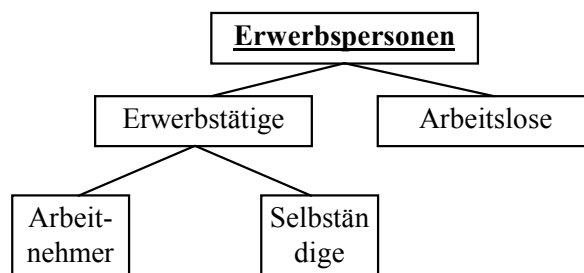 Erwerbspersonen
Erwerbstätige
Arbeitslose
Arbeit-
nehmer
Selbstän
dige